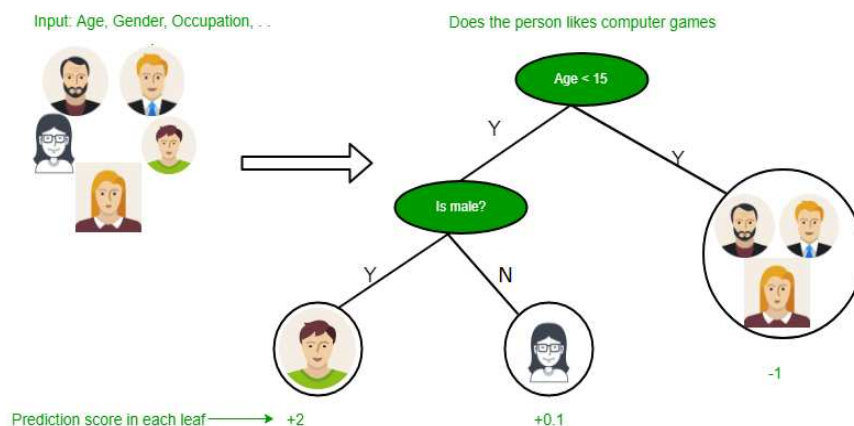 Input: Age, Gender, Occupation, . .
Does the person likes computer games
Age < 15
Y
Y
Is male?
Y
N
-1
Prediction score in each leaf
+2
+0.1